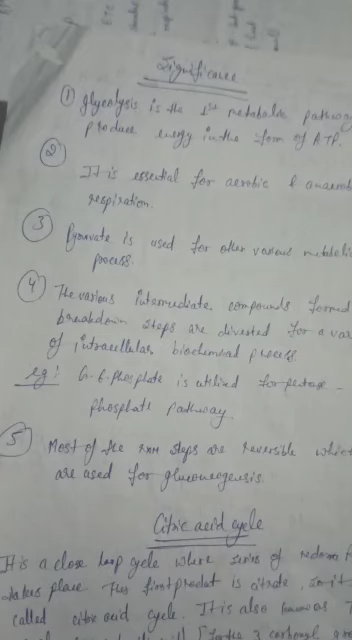 Significance
① Glycolysis is the 1st metabolic pathway
produce energy in the form of ATP.
②
It is essential for aerobic & anaerob
respiration.
③ Pyruvate is used for other various metabolic
process.
④ The various intermediate compounds formed
breakdown steps are diverted for a var
of intracellular biochemical process
eg: G-6-Phosphate is utilized for pentose -
phosphate pathway.
⑤ Most of the rxn steps are reversible which
are used for gluconeogensis.
Citric acid cycle
It is a close loop cycle where series of redox r
takes place. The first product is citrate, so it
called citric acid cycle. It is also known as T